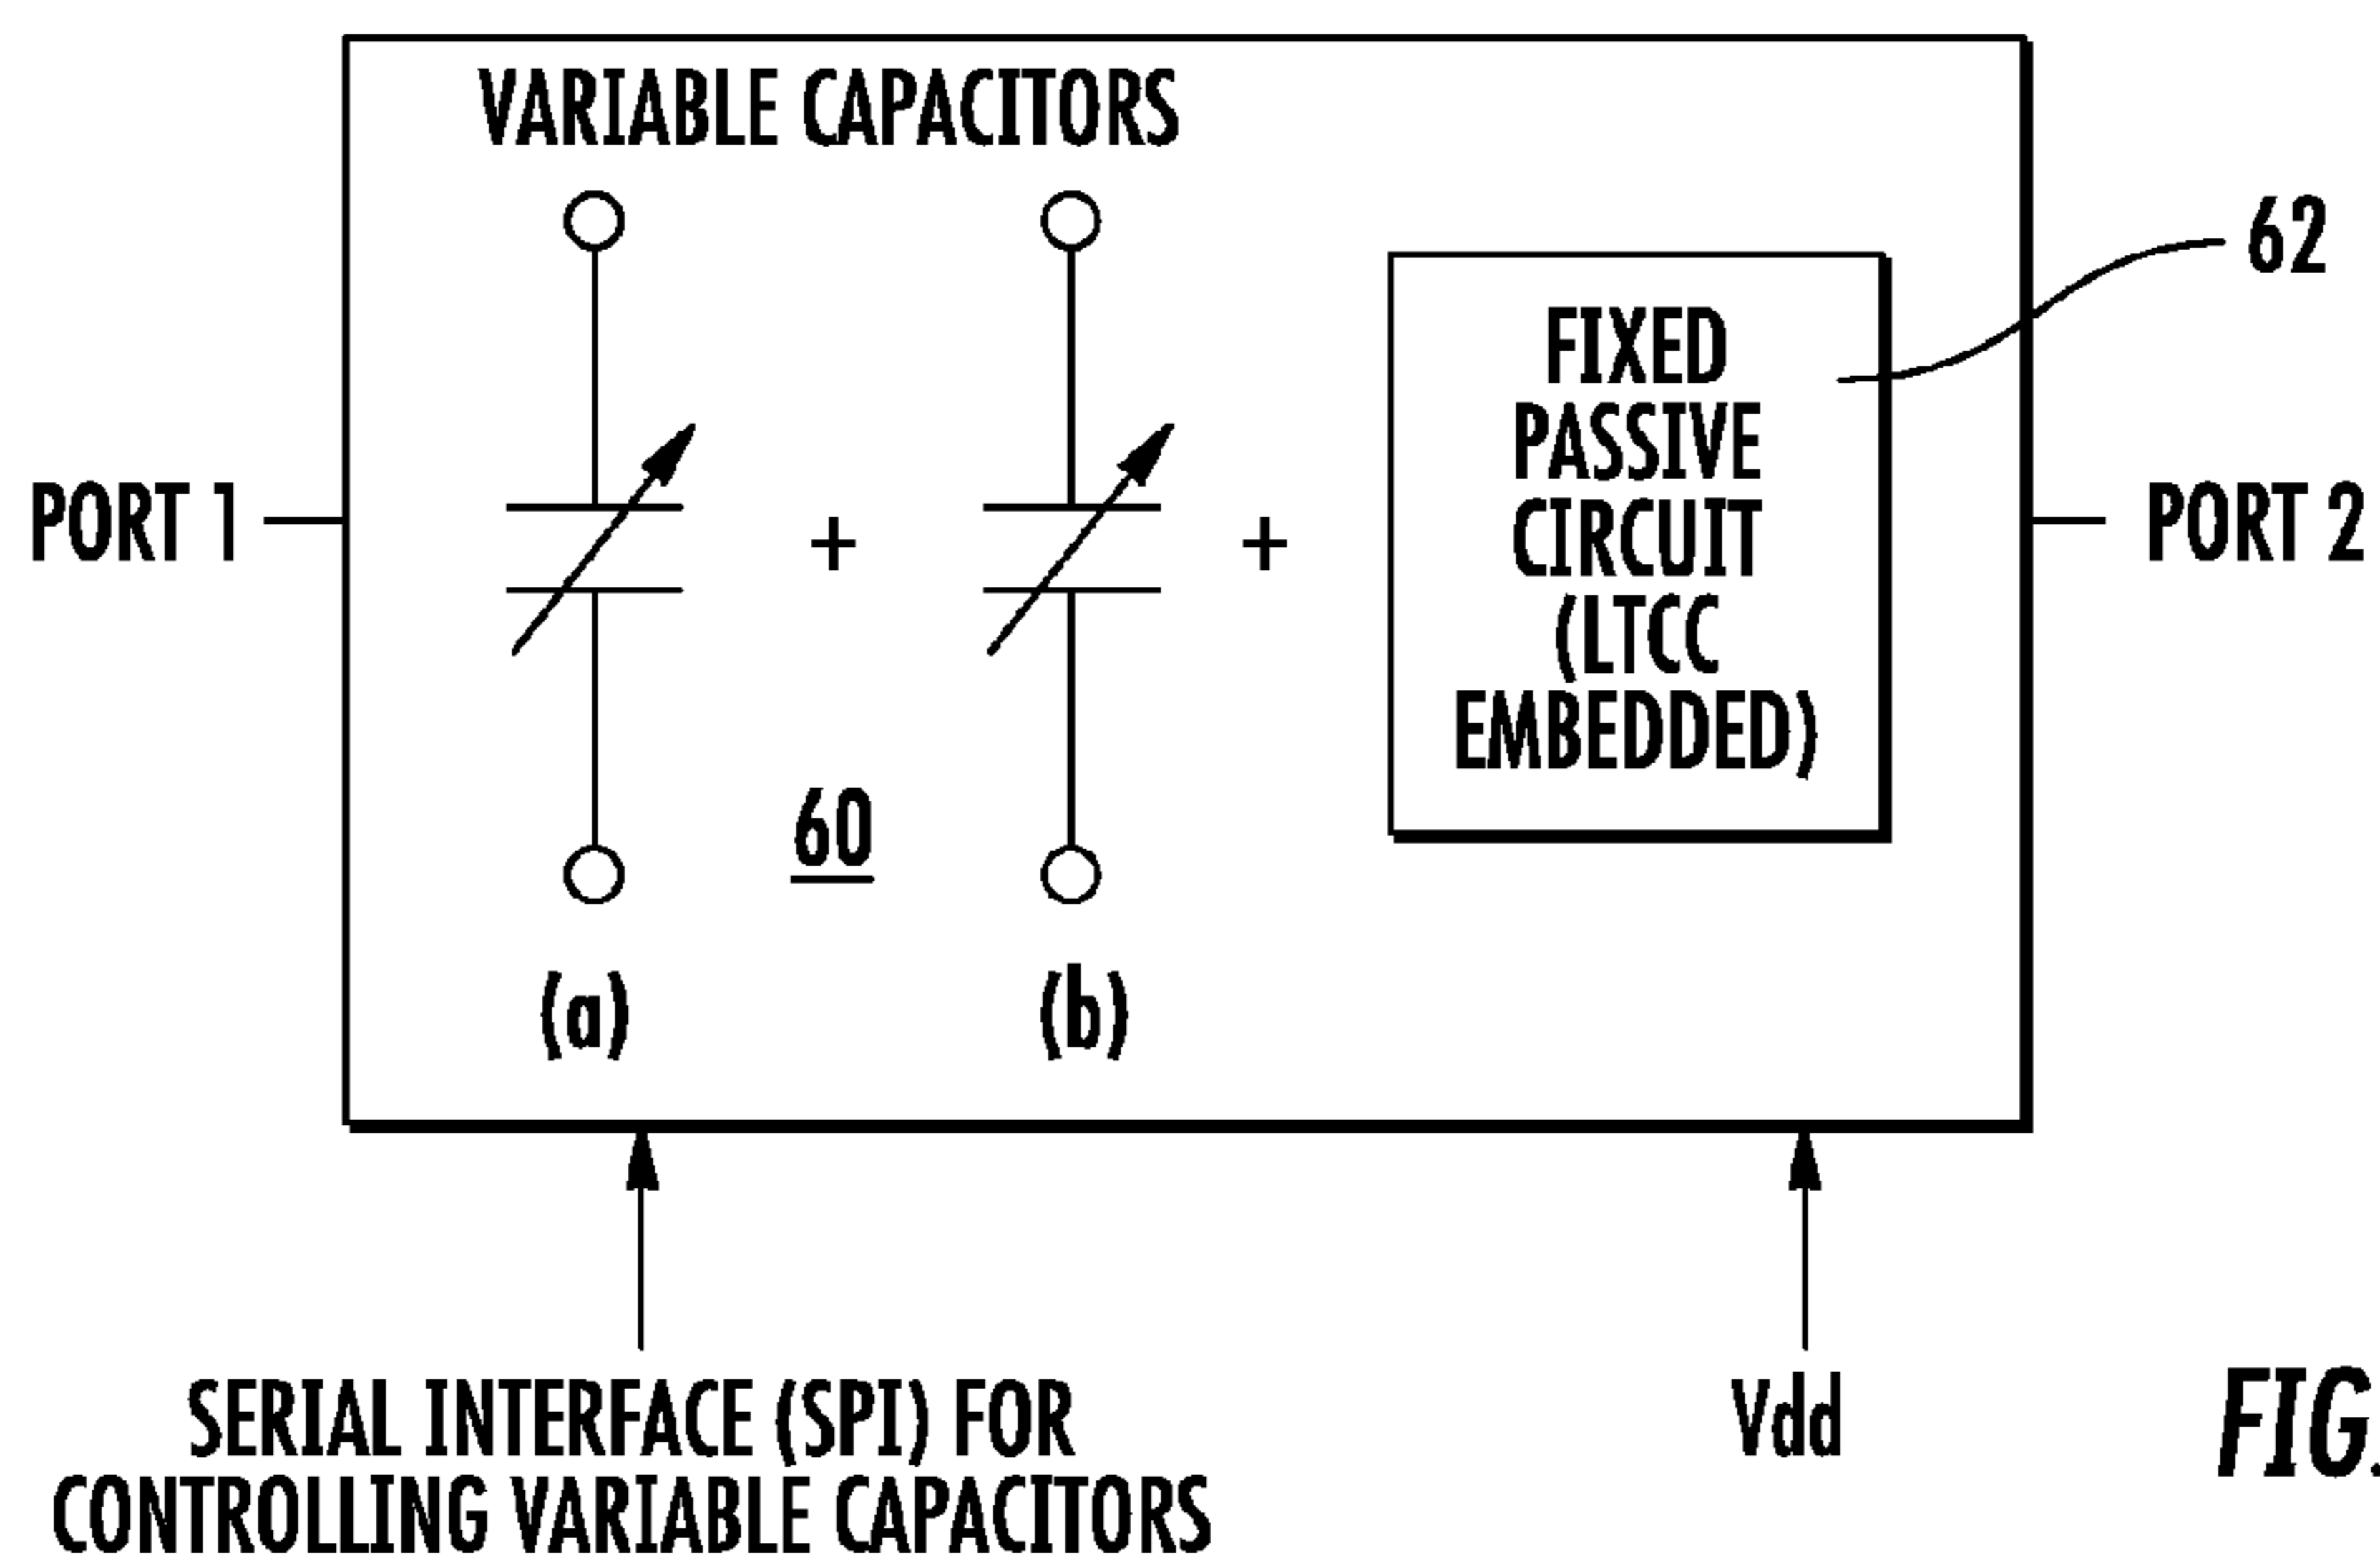 VARIABLE CAPACITORS
62
FIXED
PASSIVE
CIRCUIT
(LTCC
EMBEDDED)
PORT 1
+
+
PORT 2
60
(a)
(b)
SERIAL INTERFACE (SPI) FOR
CONTROLLING VARIABLE CAPACITORS
Vdd
FIG.